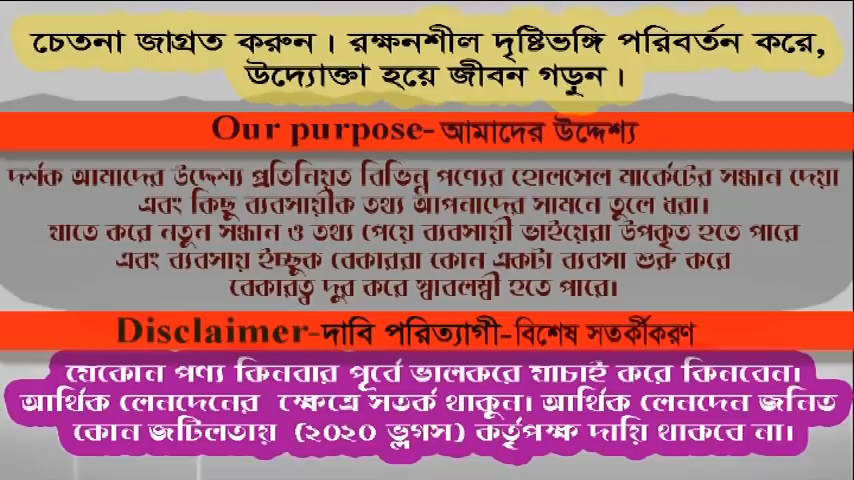 চেতনা জাগ্রত করুন। রক্ষনশীল দৃষ্টিভঙ্গি পরিবর্তন করে,
উদ্যোক্তা হয়ে জীবন গড়ুন।
Our purpose- আমাদের উদ্দেশ্য
দর্শক আমাদের উদ্দেশ্য প্রতিনিয়ত বিভিন্ন পণ্যের হোলসেল মার্কেটের সন্ধান দেয়া
এবং কিছু ব্যবসায়ীক তথ্য আপনাদের সামনে তুলে ধরা।
যাতে করে নতুন সন্ধান ও তথ্য পেয়ে ব্যবসায়ী ভাইয়েরা উপকৃত হতে পারে
এবং ব্যবসায় ইচ্ছুক বেকাররা কোন একটা ব্যবসা শুরু করে
বেকারত্ব দুর করে স্বাবলম্বী হতে পারে।
Disclaimer-দাবি পরিত্যাগী-বিশেষ সতর্কীকরণ
যেকোন পণ্য কিনবার পূর্বে ভালকরে যাচাই করে কিনবেন।
আর্থিক লেনদেনের ক্ষেত্রে সতর্ক থাকুন। আর্থিক লেনদেন জনিত
কোন জটিলতায় (২০২০ ভ্লগস) কর্তৃপক্ষ দায়ি থাকবে না।